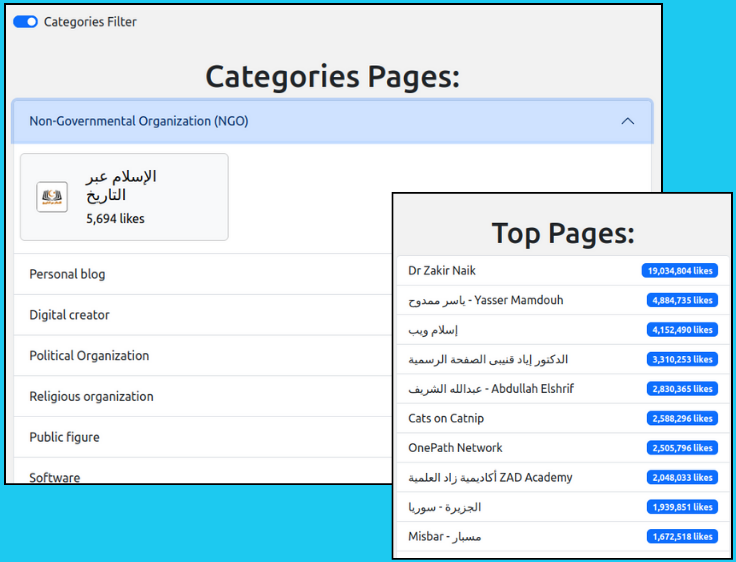 Categories Filter
Categories Pages:
Non-Governmental Organization (NGO)
الإسلام عبر
التاريخ
5,694 likes
Personal blog
Digital creator
Political Organization
Religious organization
Public figure
Software
Top Pages:
Dr Zakir Naik 19,034,804 likes
ياسر ممدوح - Yasser Mamdouh 4,884,735 likes
إسلام ويب 4,152,490 likes
الدكتور إياد قنيبى الصفحة الرسمية 3,310,253 likes
عبدالله الشريف - Abdullah Elshrif 2,830,365 likes
Cats on Catnip 2,588,296 likes
OnePath Network 2,505,796 likes
أكاديمية زاد العلمية ZAD Academy 2,048,033 likes
الجزيرة - سوريا 1,939,851 likes
Misbar - مسبار 1,672,518 likes